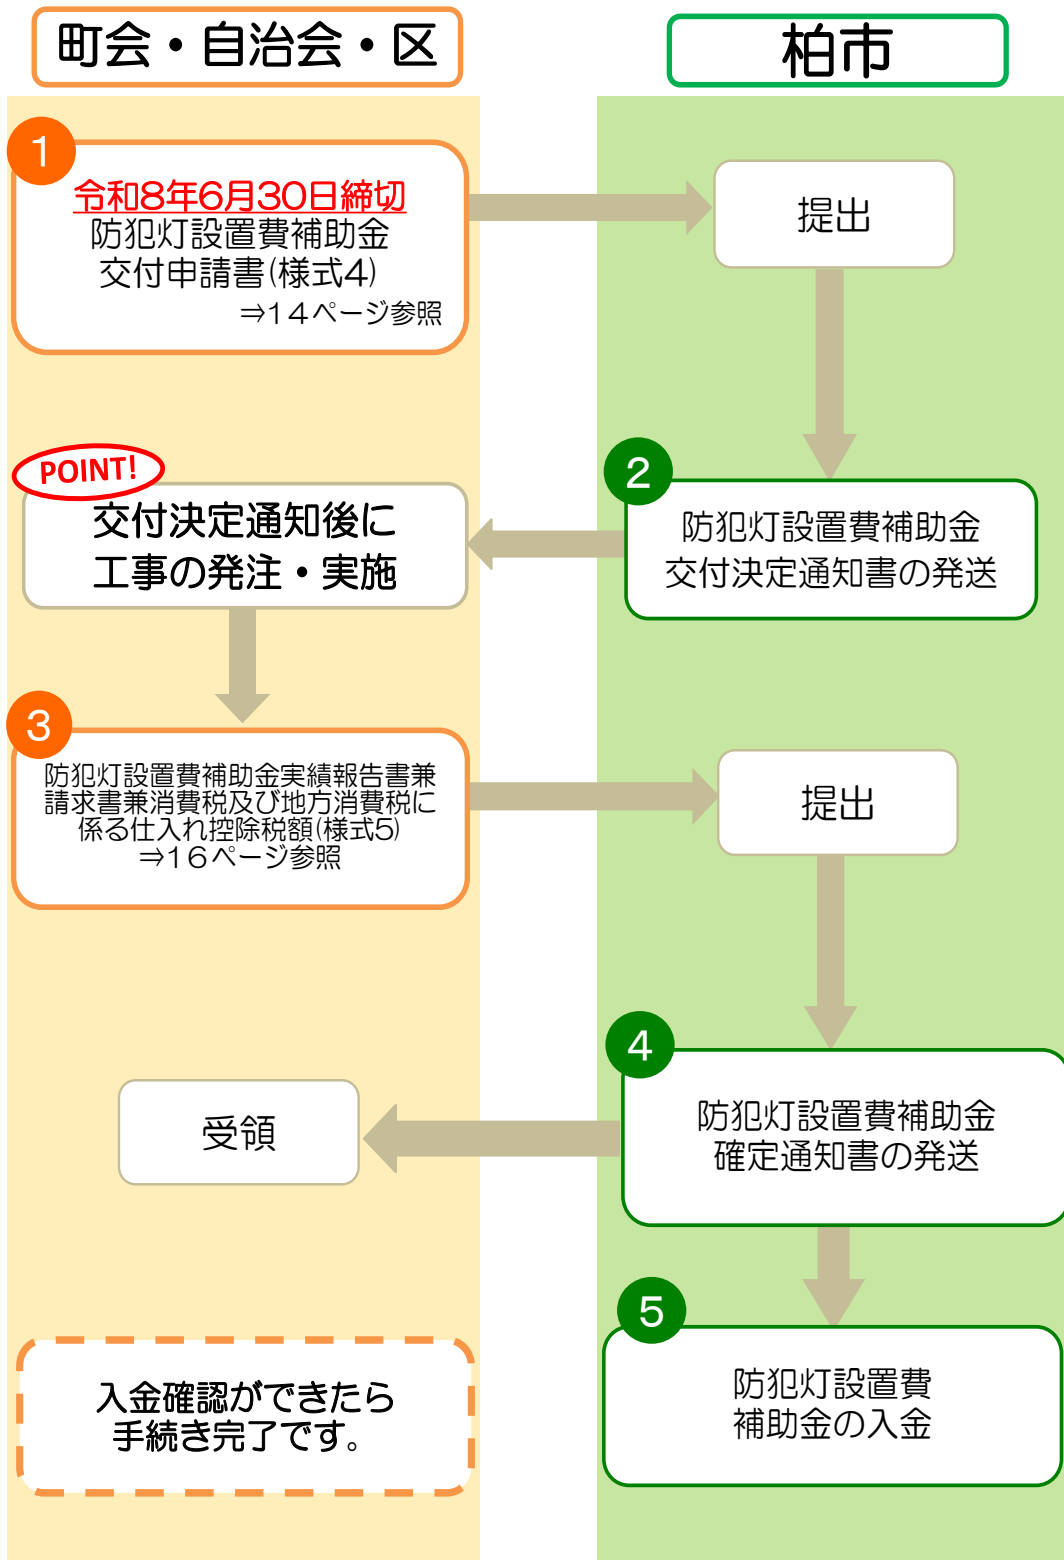 町会・自治会・区
柏市
1
令和8年6月30日締切
防犯灯設置費補助金
交付申請書(様式4)
⇒14ページ参照
提出
2
防犯灯設置費補助金
交付決定通知書の発送
POINT!
交付決定通知後に
工事の発注・実施
3
防犯灯設置費補助金実績報告書兼
請求書兼消費税及び地方消費税に
係る仕入れ控除税額(様式5)
⇒16ページ参照
提出
4
防犯灯設置費補助金
確定通知書の発送
受領
5
防犯灯設置費
補助金の入金
入金確認ができたら
手続き完了です。